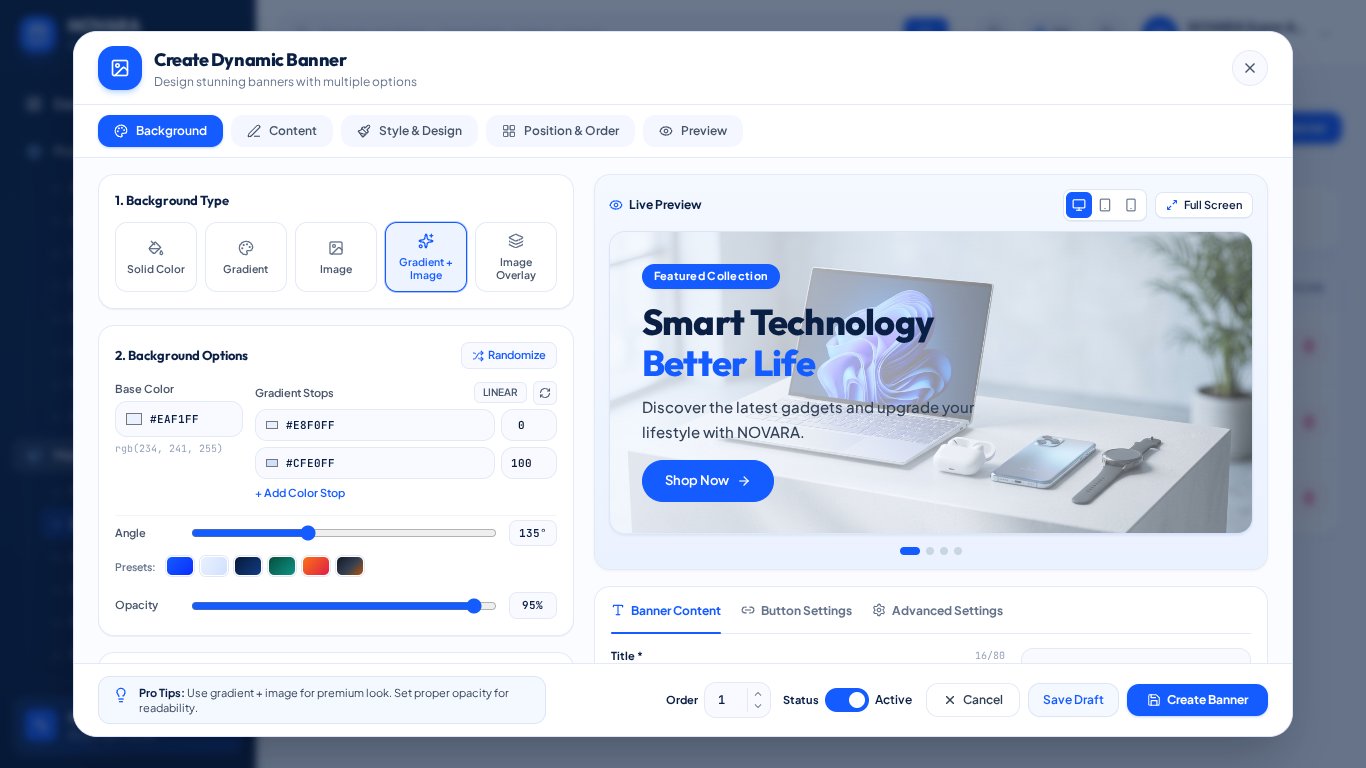 Create Dynamic Banner
Design stunning banners with multiple options
Background
Content
Style & Design
Position & Order
Preview
1. Background Type
Solid Color
Gradient
Image
Gradient +
Image
Image
Overlay
2. Background Options
Randomize
Base Color
#EAF1FF
rgb(234, 241, 255)
Gradient Stops
LINEAR
#E8F0FF
0
#CFE0FF
100
+ Add Color Stop
Angle
135°
Presets:
Opacity
95%
Live Preview
Full Screen
Featured Collection
Smart Technology
Better Life
Discover the latest gadgets and upgrade your
lifestyle with NOVARA.
Shop Now
Banner Content
Button Settings
Advanced Settings
Title *
16/80
Pro Tips: Use gradient + image for premium look. Set proper opacity for
readability.
Order
1
Status
Active
Cancel
Save Draft
Create Banner